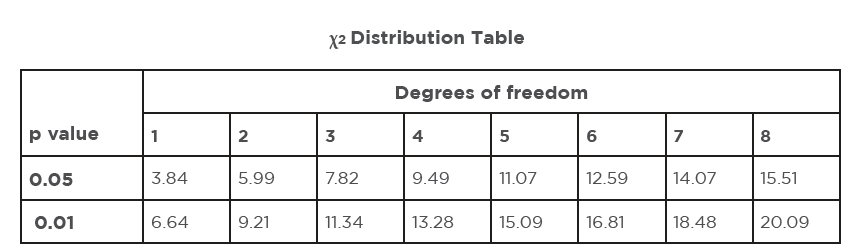 χ2 Distribution Table
Degrees of freedom
p value 1 2 3 4 5 6 7 8
0.05 3.84 5.99 7.82 9.49 11.07 12.59 14.07 15.51
0.01 6.64 9.21 11.34 13.28 15.09 16.81 18.48 20.09